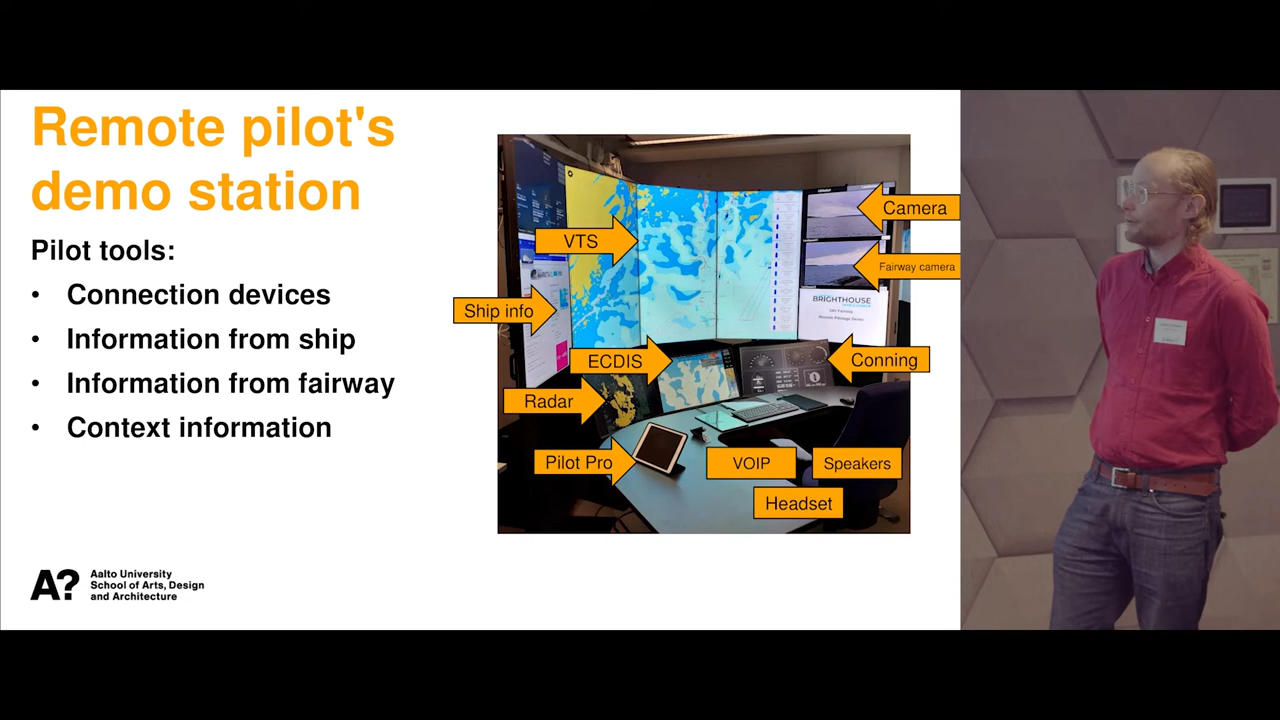 Remote pilot's
demo station
Pilot tools:
• Connection devices
• Information from ship
• Information from fairway
• Context information
Camera
VTS
Fairway camera
Ship info
BRIGHTHOUSE
ECDIS
Conning
Radar
Pilot Pro
VOIP
Speakers
Headset
A?
Aalto University
School of Arts, Design
and Architecture